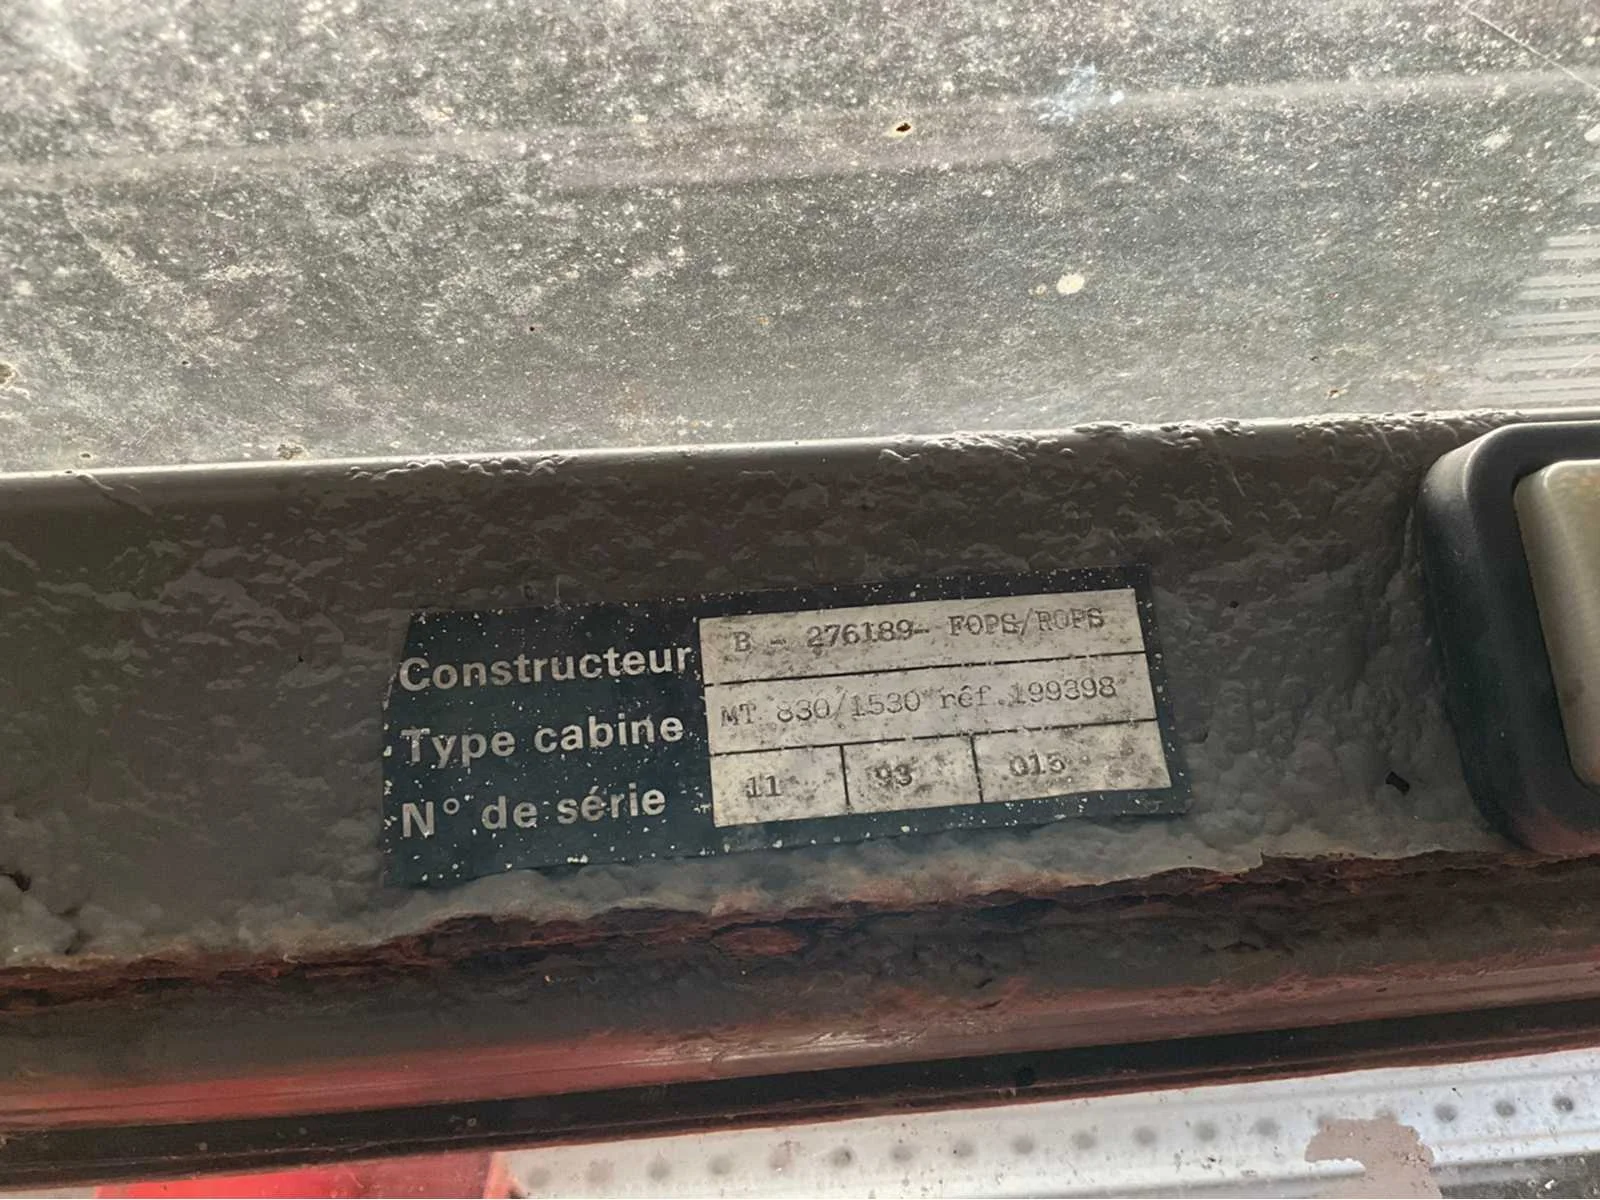 Constructeur B - 276189- FOPS/ROPS
Type cabine MT 830/1530 réf.199398
N° de série 11 93 015